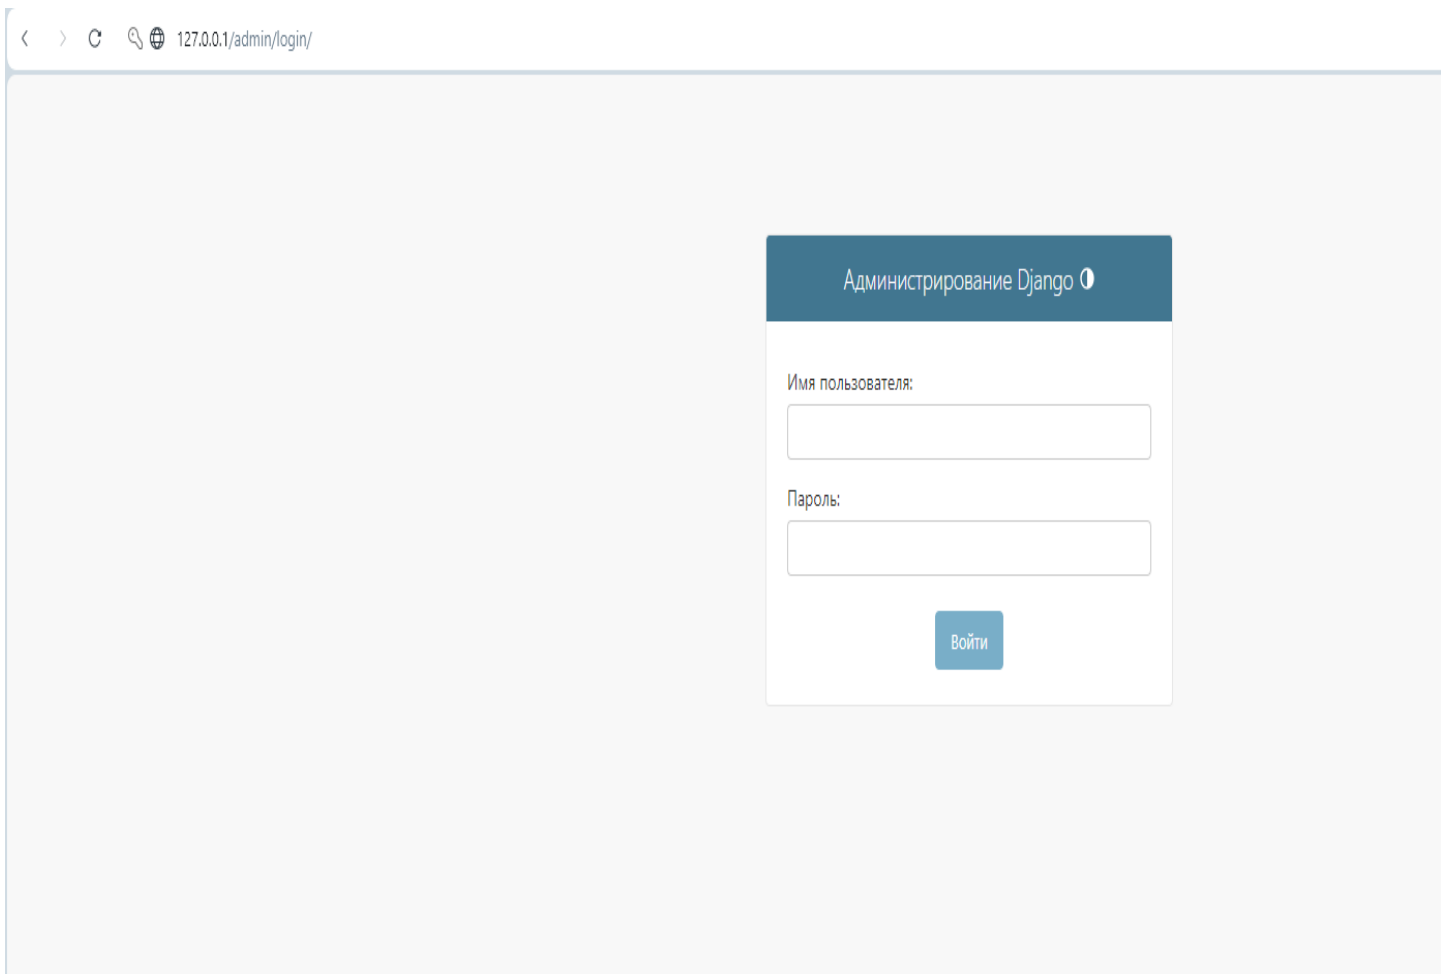 127.0.0.1/admin/login/
Администрирование Django
Имя пользователя:
Пароль:
Войти